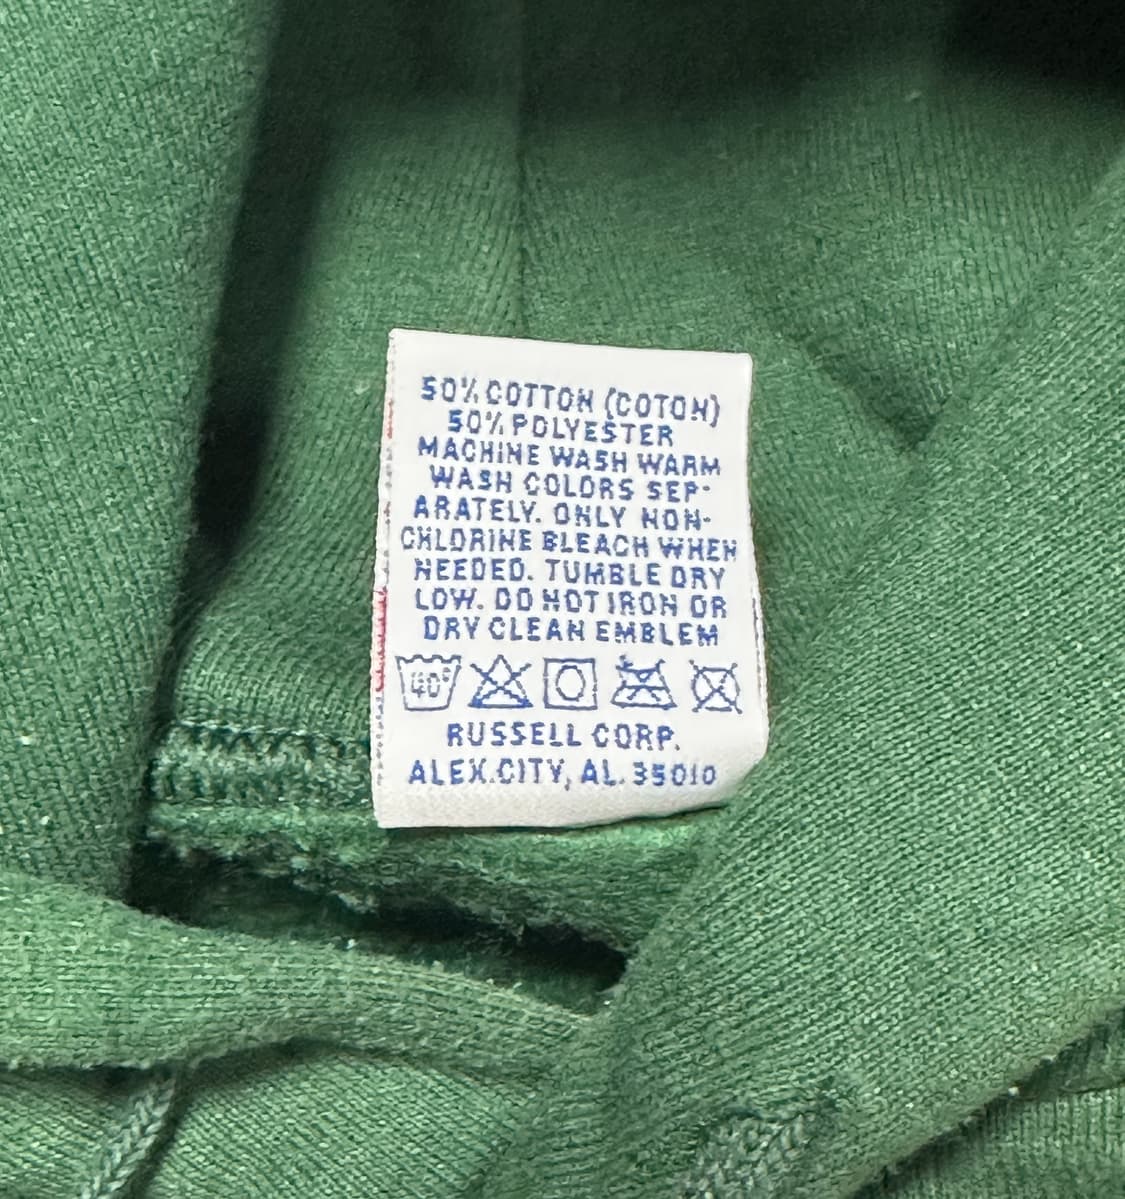 50% COTTON (COTON)
50% POLYESTER
MACHINE WASH WARM
WASH COLORS SEP-
ARATELY. ONLY NON-
CHLORINE BLEACH WHEN
NEEDED. TUMBLE DRY
LOW. DO NOT IRON OR
DRY CLEAN EMBLEM
40°
RUSSELL CORP.
ALEX.CITY, AL. 35010